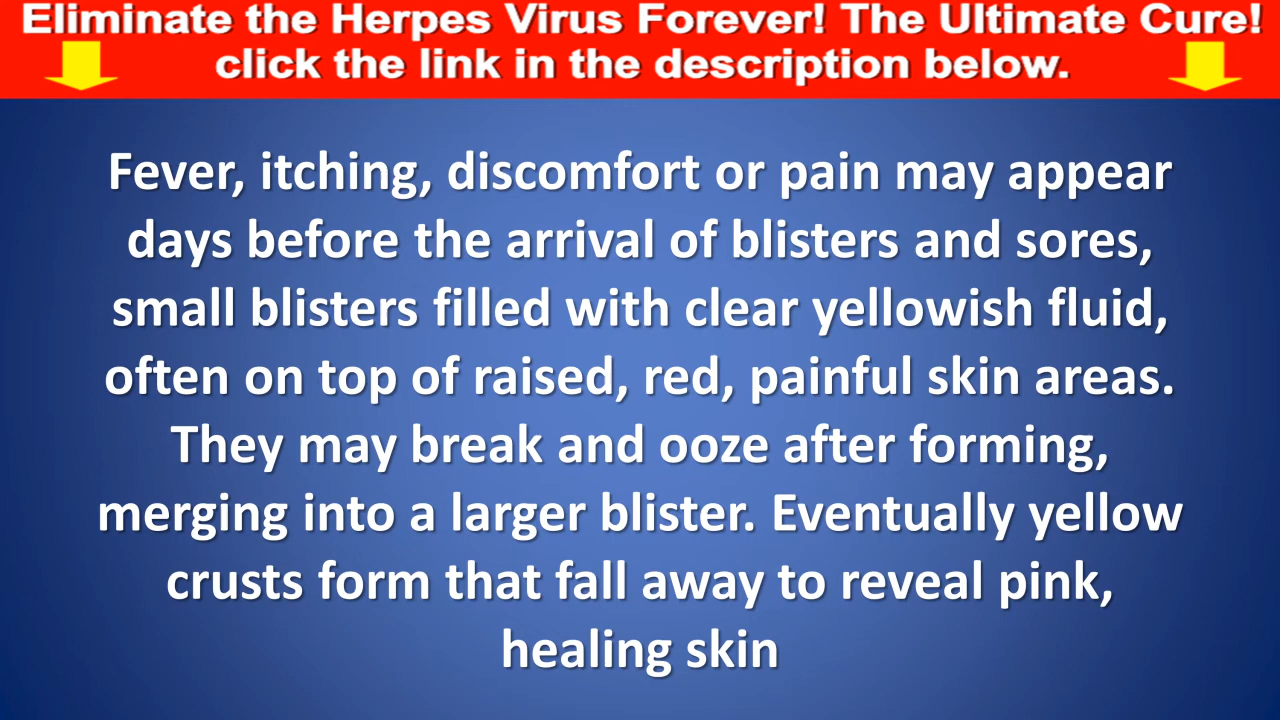 Eliminate the Herpes Virus Forever! The Ultimate Cure!
click the link in the description below.
Fever, itching, discomfort or pain may appear
days before the arrival of blisters and sores,
small blisters filled with clear yellowish fluid,
often on top of raised, red, painful skin areas.
They may break and ooze after forming,
merging into a larger blister. Eventually yellow
crusts form that fall away to reveal pink,
healing skin